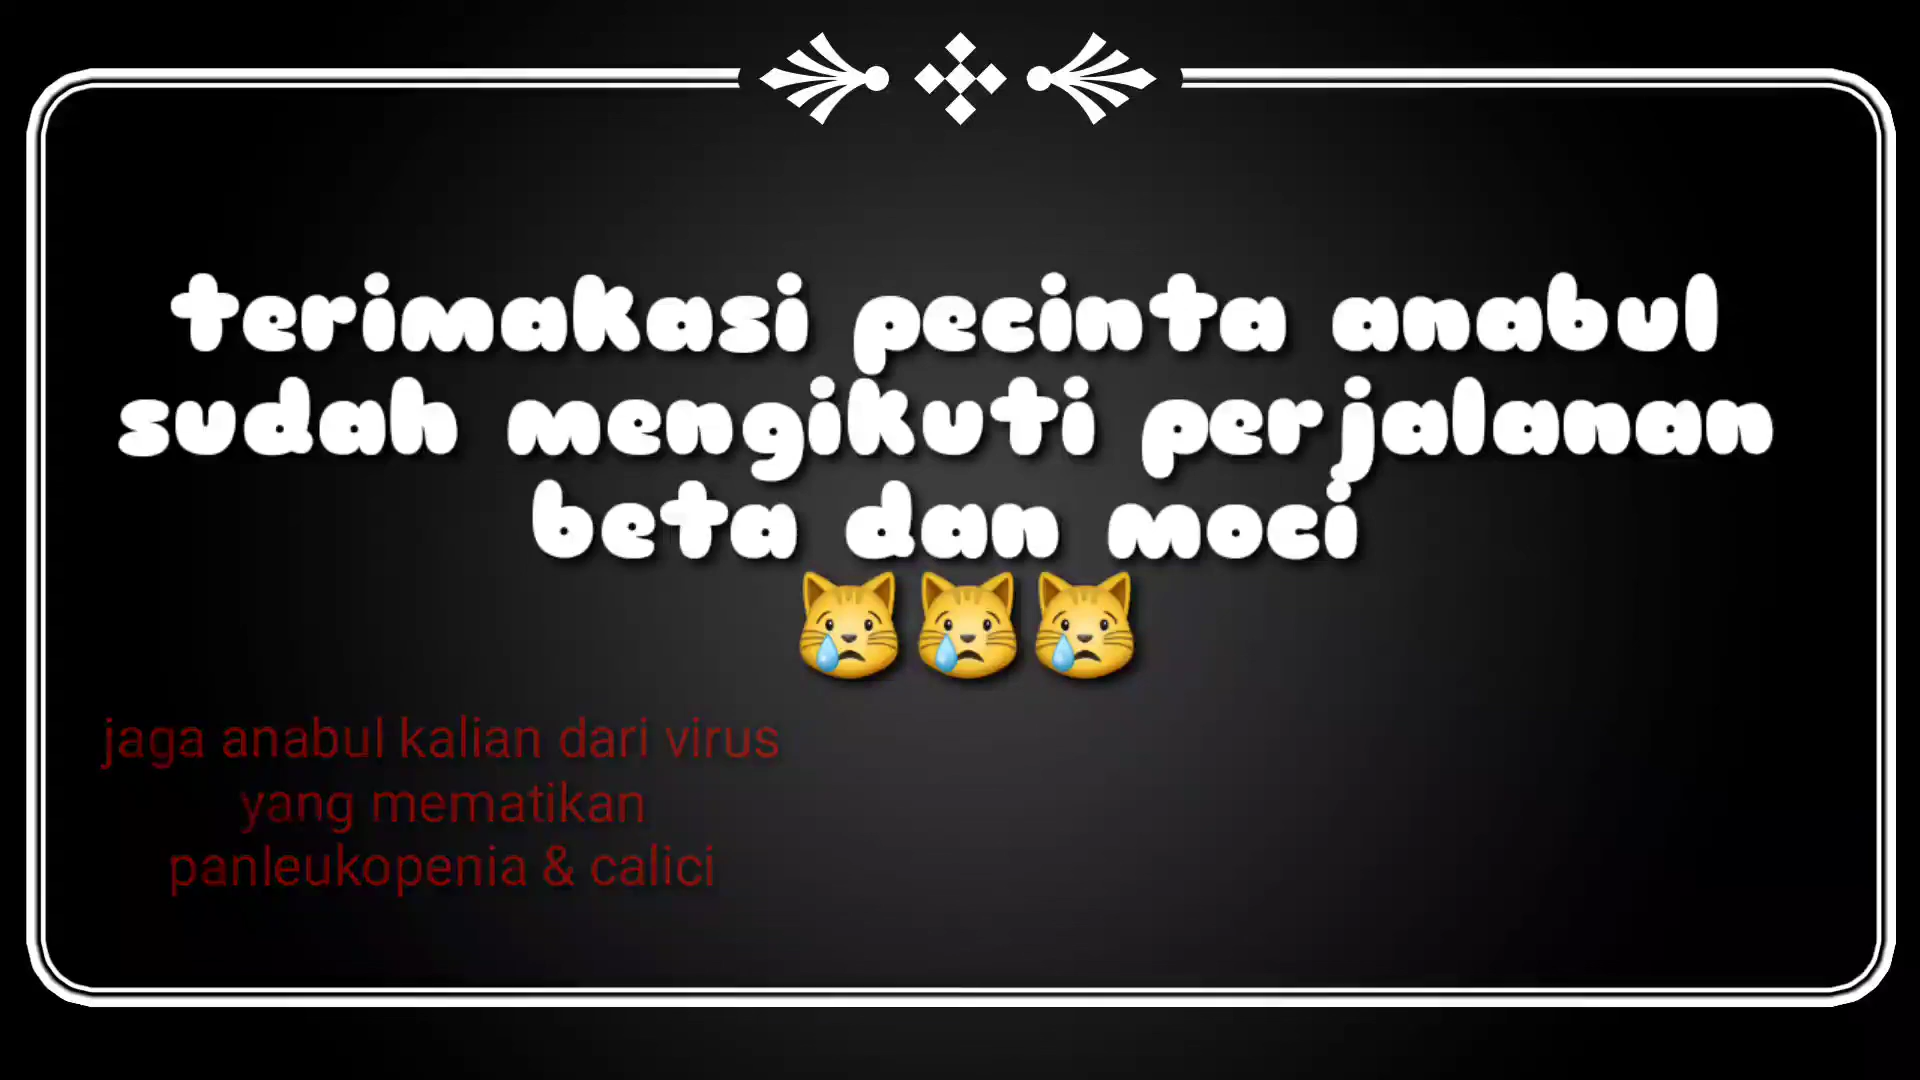 terimakasi pecinta anabul
sudah mengikuti perjalanan
beta dan moci
😿😿😿
jaga anabul kalian dari virus
yang mematikan
panleukopenia & calici